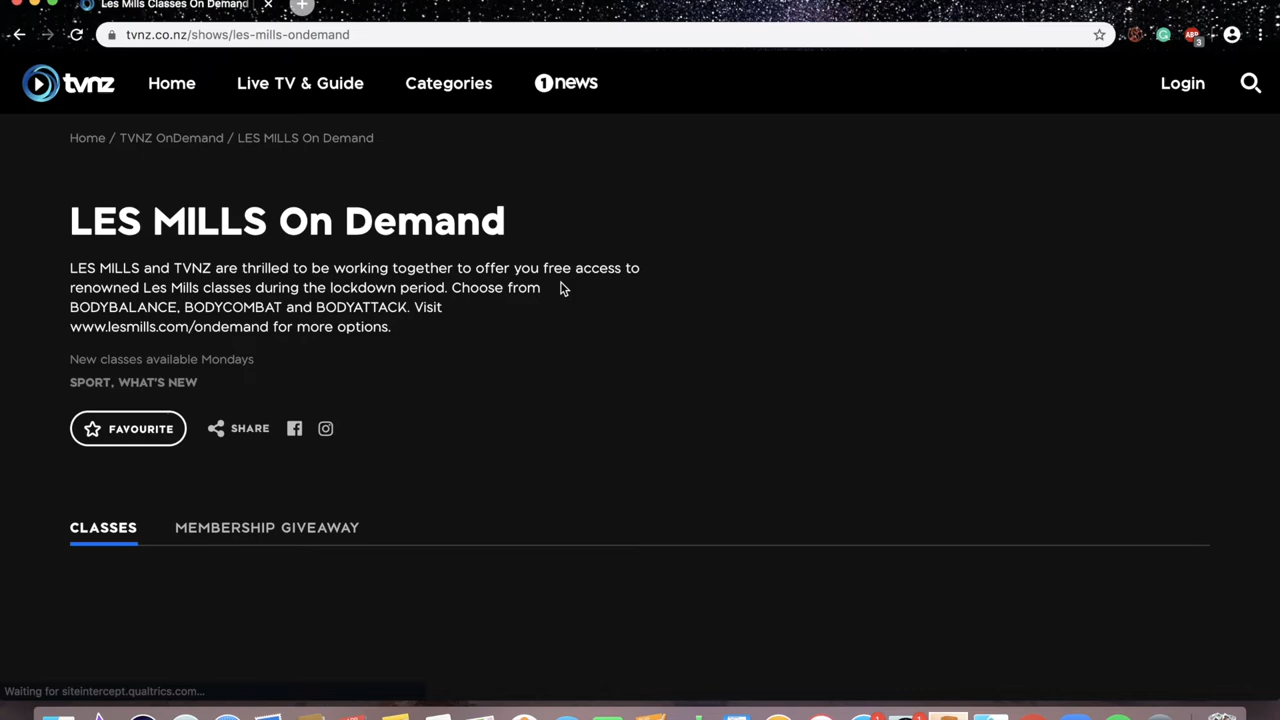 Les Mills Classes On Demand
tvnz.co.nz/shows/les-mills-ondemand
ABP
3
tvnz Home Live TV & Guide Categories 1news Login
Home / TVNZ OnDemand / LES MILLS On Demand
LES MILLS On Demand
LES MILLS and TVNZ are thrilled to be working together to offer you free access to
renowned Les Mills classes during the lockdown period. Choose from
BODYBALANCE, BODYCOMBAT and BODYATTACK. Visit
www.lesmills.com/ondemand for more options.
New classes available Mondays
SPORT, WHAT'S NEW
FAVOURITE SHARE
CLASSES MEMBERSHIP GIVEAWAY
Waiting for siteintercept.qualtrics.com...